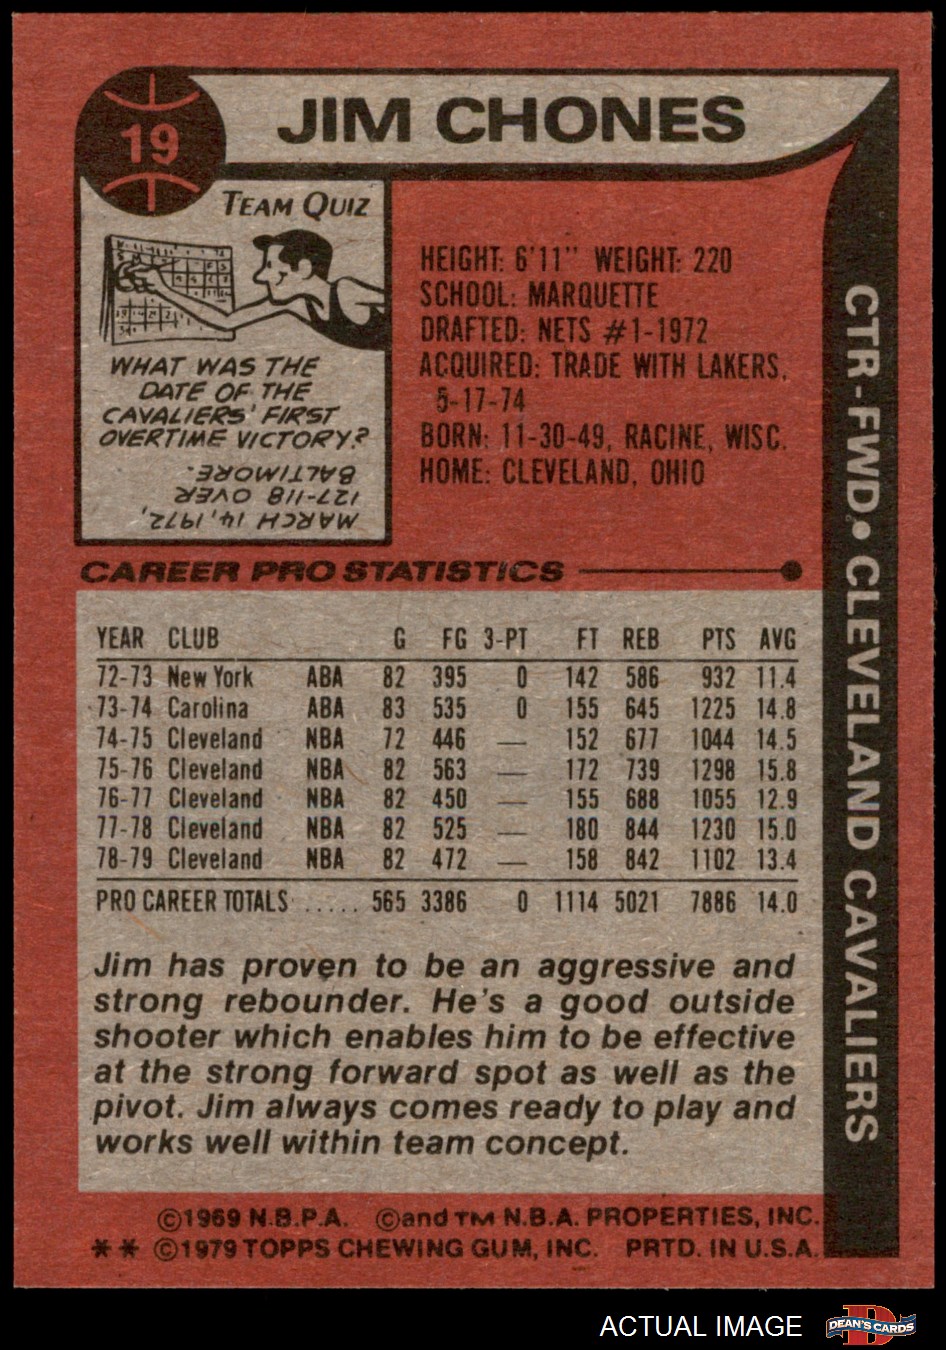 19
JIM CHONES
TEAM QUIZ
WHAT WAS THE
DATE OF THE
CAVALIERS' FIRST
OVERTIME VICTORY?
MARCH 14, 1972,
127-118 OVER
BALTIMORE.
HEIGHT: 6'11" WEIGHT: 220
SCHOOL: MARQUETTE
DRAFTED: NETS #1-1972
ACQUIRED: TRADE WITH LAKERS,
5-17-74
BORN: 11-30-49, RACINE, WISC.
HOME: CLEVELAND, OHIO
CTR-FWD • CLEVELAND CAVALIERS
CAREER PRO STATISTICS
YEAR CLUB G FG 3-PT FT REB PTS AVG
72-73 New York ABA 82 395 0 142 586 932 11.4
73-74 Carolina ABA 83 535 0 155 645 1225 14.8
74-75 Cleveland NBA 72 446 — 152 677 1044 14.5
75-76 Cleveland NBA 82 563 — 172 739 1298 15.8
76-77 Cleveland NBA 82 450 — 155 688 1055 12.9
77-78 Cleveland NBA 82 525 — 180 844 1230 15.0
78-79 Cleveland NBA 82 472 — 158 842 1102 13.4
PRO CAREER TOTALS ..... 565 3386 0 1114 5021 7886 14.0
Jim has proven to be an aggressive and
strong rebounder. He's a good outside
shooter which enables him to be effective
at the strong forward spot as well as the
pivot. Jim always comes ready to play and
works well within team concept.
©1969 N.B.P.A. ©and TM N.B.A. PROPERTIES, INC.
** ©1979 TOPPS CHEWING GUM, INC. PRTD. IN U.S.A.
ACTUAL IMAGE
D
DEAN'S CARDS